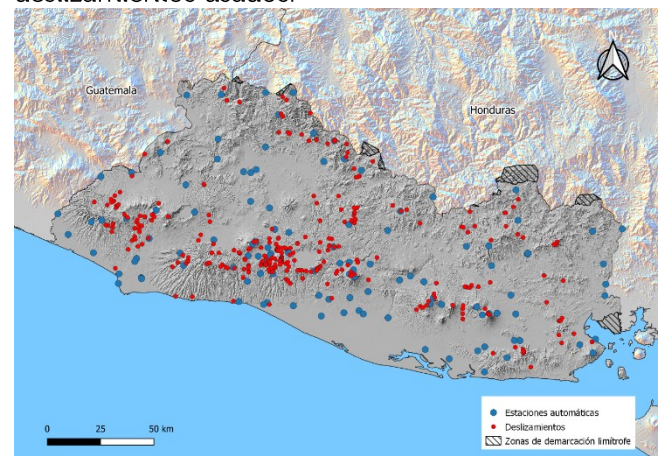 Guatemala
Honduras
Estaciones automáticas
Deslizamientos
Zonas de demarcación limítrofe
0 25 50 km